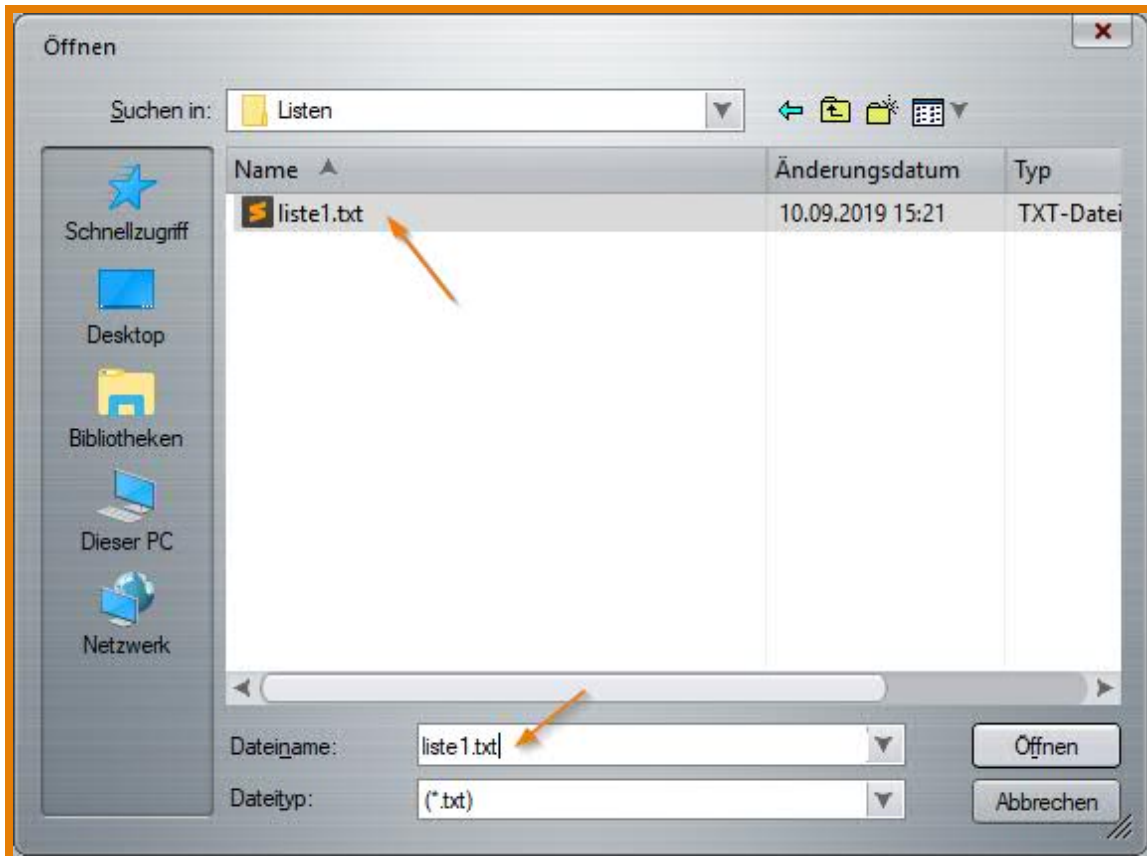 Öffnen
Suchen in: Listen
Name Änderungsdatum Typ
liste1.txt 10.09.2019 15:21 TXT-Datei
Schnellzugriff
Desktop
Bibliotheken
Dieser PC
Netzwerk
Dateiname: liste1.txt Öffnen
Dateityp: (*.txt) Abbrechen